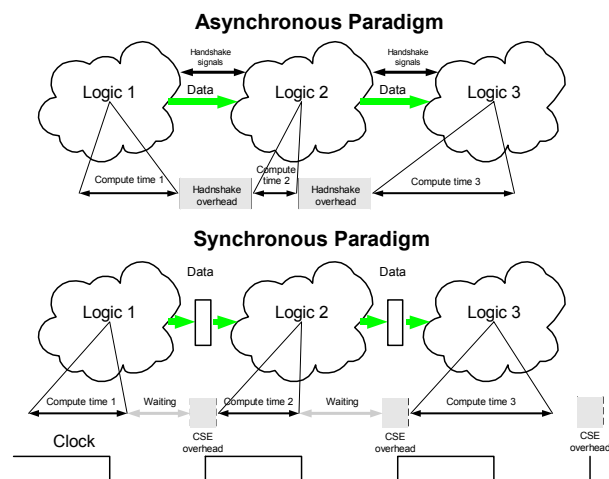 Asynchronous Paradigm
Handshake
signals
Handshake
signals
Logic 1
Data
Logic 2
Data
Logic 3
Compute time 1
Hadnshake
overhead
Compute
time
2
Hadnshake
overhead
Compute time 3
Synchronous Paradigm
Data
Data
Logic 1
Logic 2
Logic 3
Compute time 1
Waiting
Compute time 2
Waiting
Compute time 3
CSE
overhead
CSE
overhead
CSE
overhead
Clock